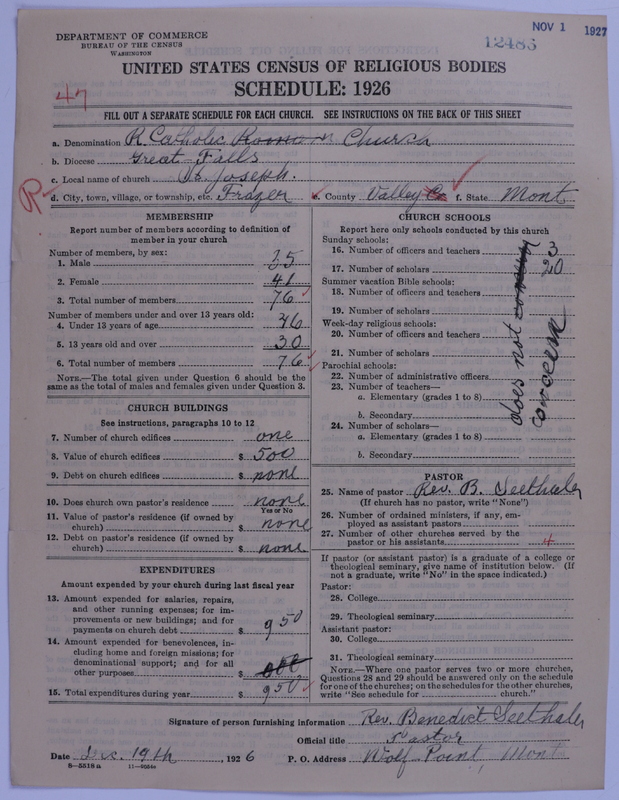 NOV 1 1927
DEPARTMENT OF COMMERCE
BUREAU OF THE CENSUS
WASHINGTON
12486
UNITED STATES CENSUS OF RELIGIOUS BODIES
SCHEDULE: 1926
47
FILL OUT A SEPARATE SCHEDULE FOR EACH CHURCH. SEE INSTRUCTIONS ON THE BACK OF THIS SHEET
a. Denomination R. Catholic Roman Church
b. Diocese Great-Falls
c. Local name of church St. Joseph.
R
d. City, town, village, or township, etc. Frazer e. County Valley Co f. State Mont
MEMBERSHIP
Report number of members according to definition of
member in your church
Number of members, by sex:
1. Male 35
2. Female 41
3. Total number of members 76
Number of members under and over 13 years old:
4. Under 13 years of age 46
5. 13 years old and over 30
6. Total number of members 76
NOTE.—The total given under Question 6 should be the
same as the total of males and females given under Question 3.
CHURCH BUILDINGS
See instructions, paragraphs 10 to 12
7. Number of church edifices one
8. Value of church edifices $ 500
9. Debt on church edifices $ none
10. Does church own pastor's residence none
Yes or No
11. Value of pastor's residence (if owned by
church) $ none
12. Debt on pastor's residence (if owned by
church) $ none
EXPENDITURES
Amount expended by your church during last fiscal year
13. Amount expended for salaries, repairs,
and other running expenses; for im-
provements or new buildings; and for
payments on church debt $ 950
14. Amount expended for benevolences, in-
cluding home and foreign missions; for
denominational support; and for all
other purposes $
15. Total expenditures during year $ 950
CHURCH SCHOOLS
Report here only schools conducted by this church
Sunday schools:
16. Number of officers and teachers 3
17. Number of scholars 20
Summer vacation Bible schools:
18. Number of officers and teachers
19. Number of scholars
Week-day religious schools:
20. Number of officers and teachers
21. Number of scholars
Parochial schools:
22. Number of administrative officers
23. Number of teachers—
a. Elementary (grades 1 to 8)
b. Secondary
24. Number of scholars—
a. Elementary (grades 1 to 8)
b. Secondary
does not
concern
PASTOR
25. Name of pastor Rev. B. Seethaler
(If church has no pastor, write "None")
26. Number of ordained ministers, if any, em-
ployed as assistant pastors
27. Number of other churches served by the
pastor or his assistants 4
If pastor (or assistant pastor) is a graduate of a college or
theological seminary, give name of institution below. (If
not a graduate, write "No" in the space indicated.)
Pastor:
28. College
29. Theological seminary
Assistant pastor:
30. College
31. Theological seminary
NOTE.—Where one pastor serves two or more churches,
Questions 28 and 29 should be answered only on the schedule
for one of the churches; on the schedules for the other churches,
write "See schedule for church."
Signature of person furnishing information Rev. Benedict Seethaler
Official title Pastor
Date Dec. 19th, 1926 P. O. Address Wolf-Point, Mont
8—5518 a 11—9584a